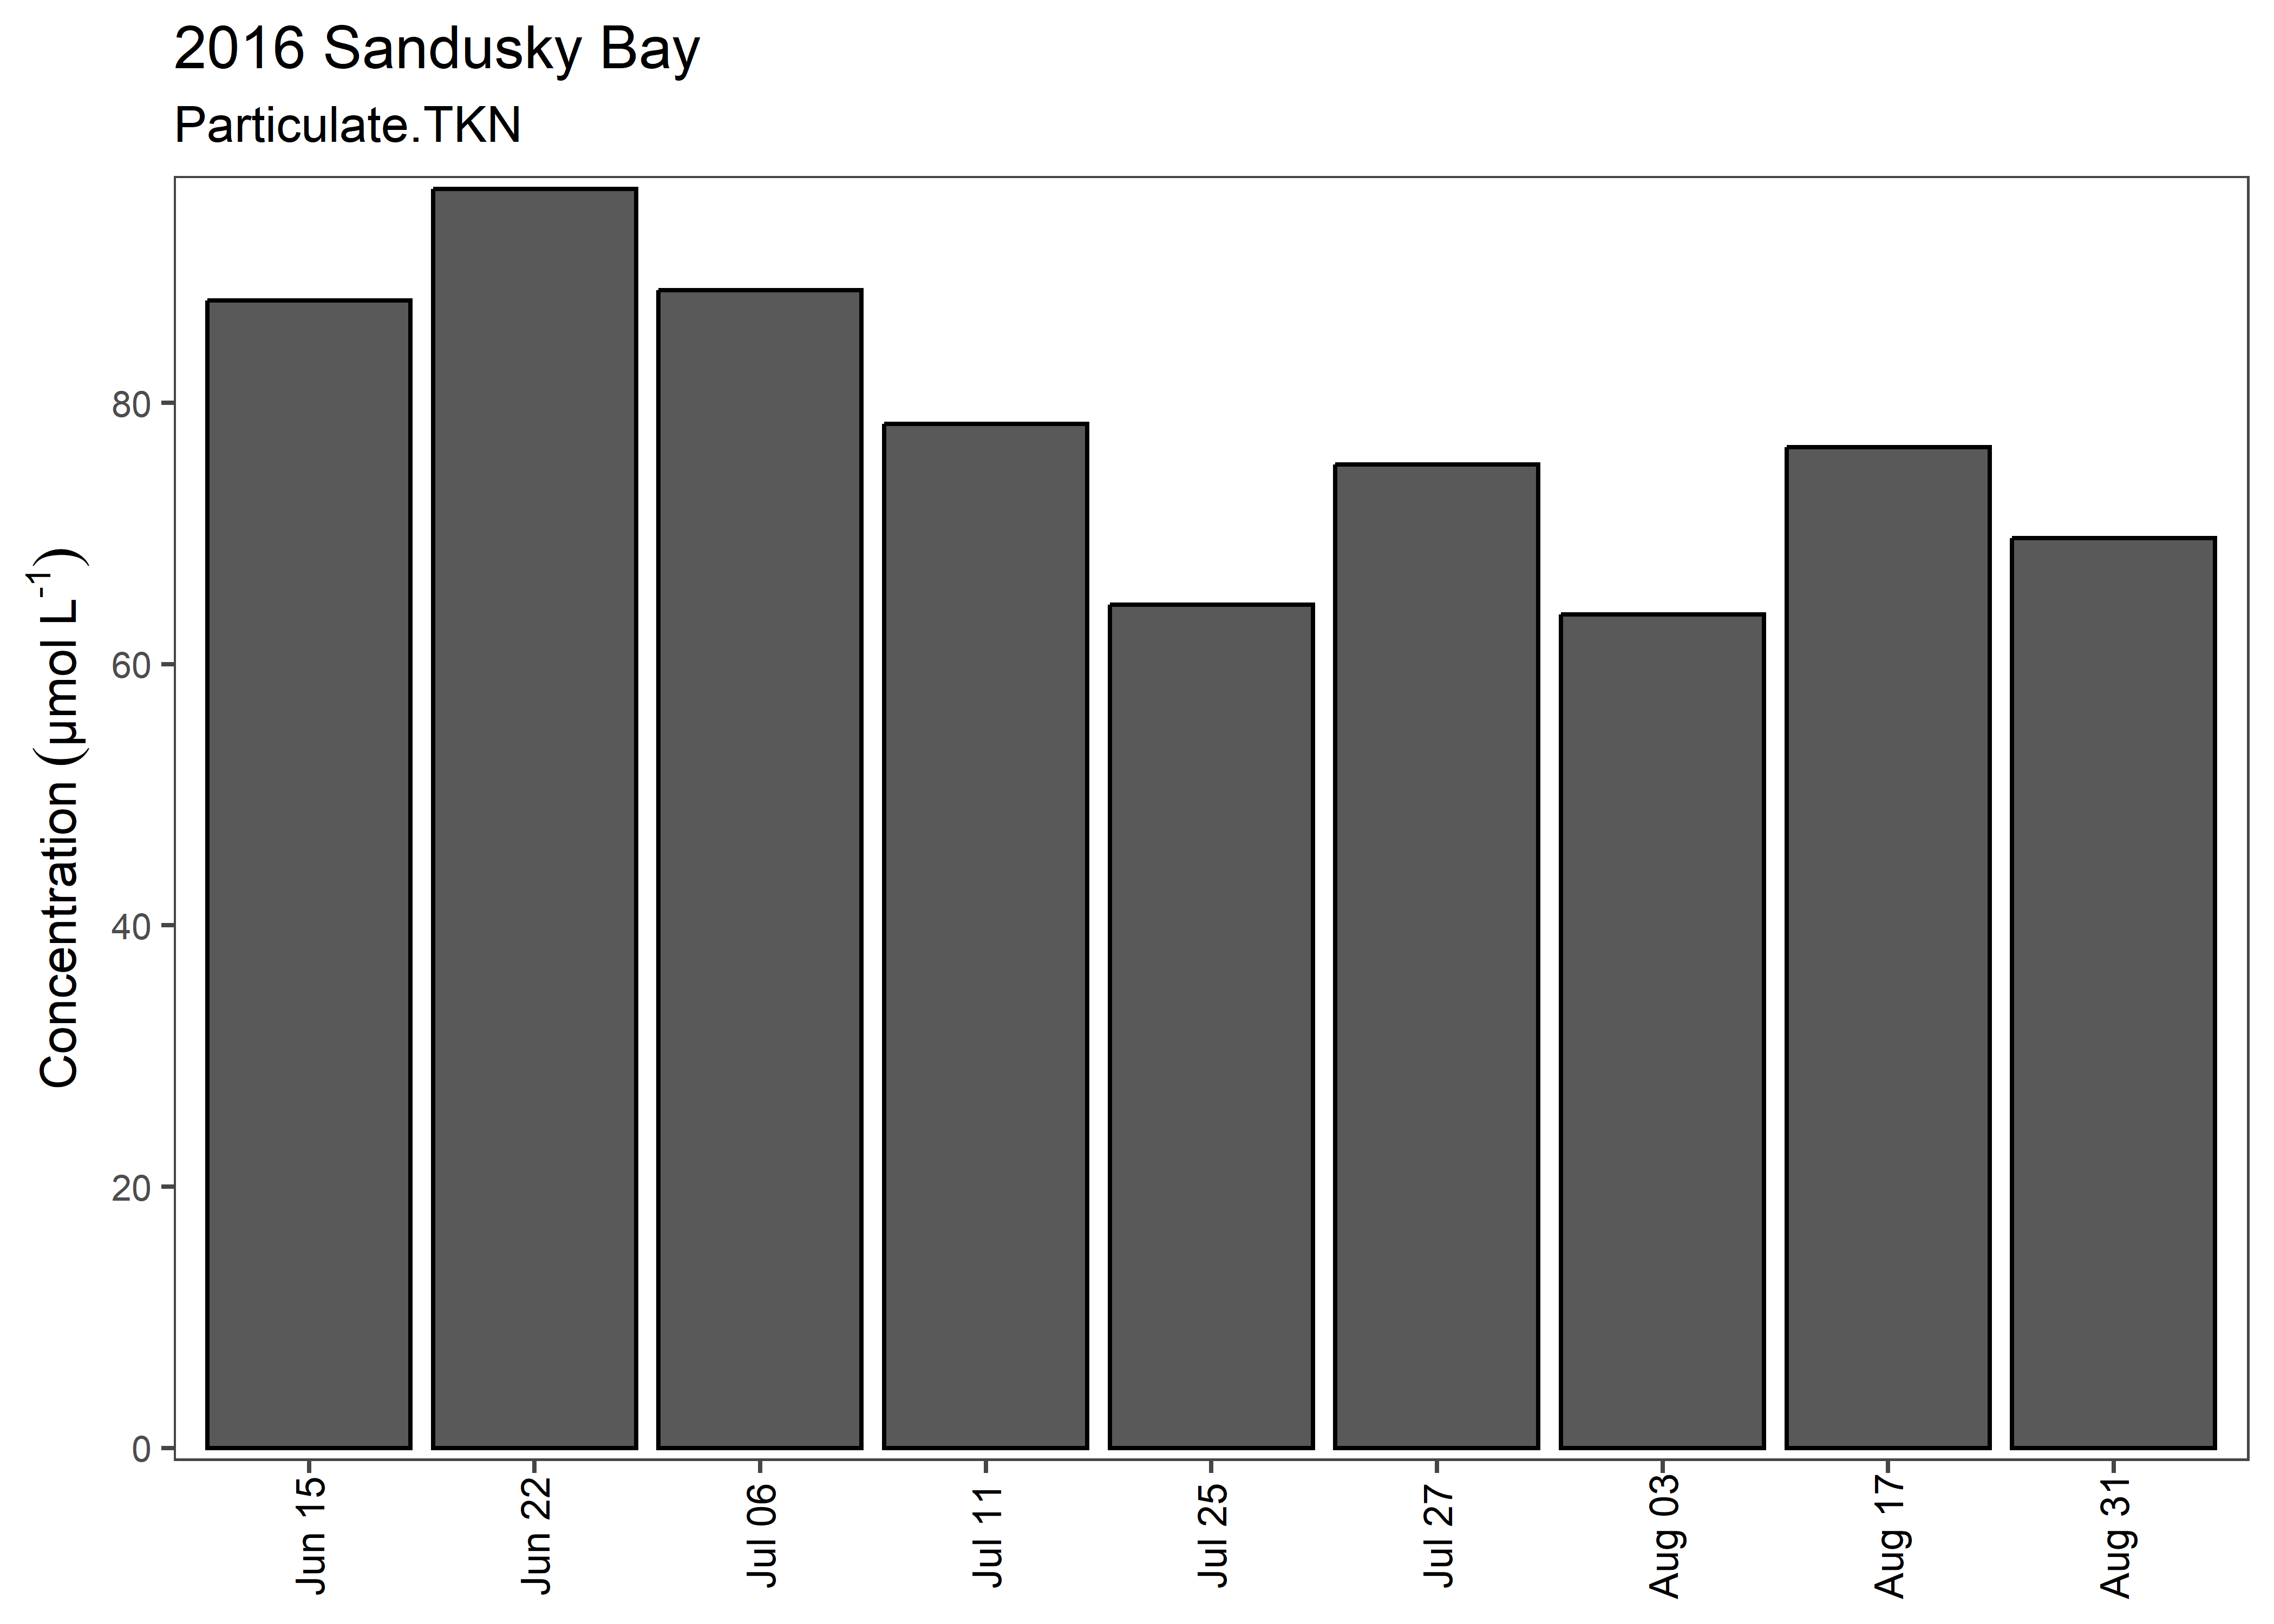 2016 Sandusky Bay
Particulate.TKN
Concentration (µmol L⁻¹)
80
60
40
20
0
Jun 15
Jun 22
Jul 06
Jul 11
Jul 25
Jul 27
Aug 03
Aug 17
Aug 31